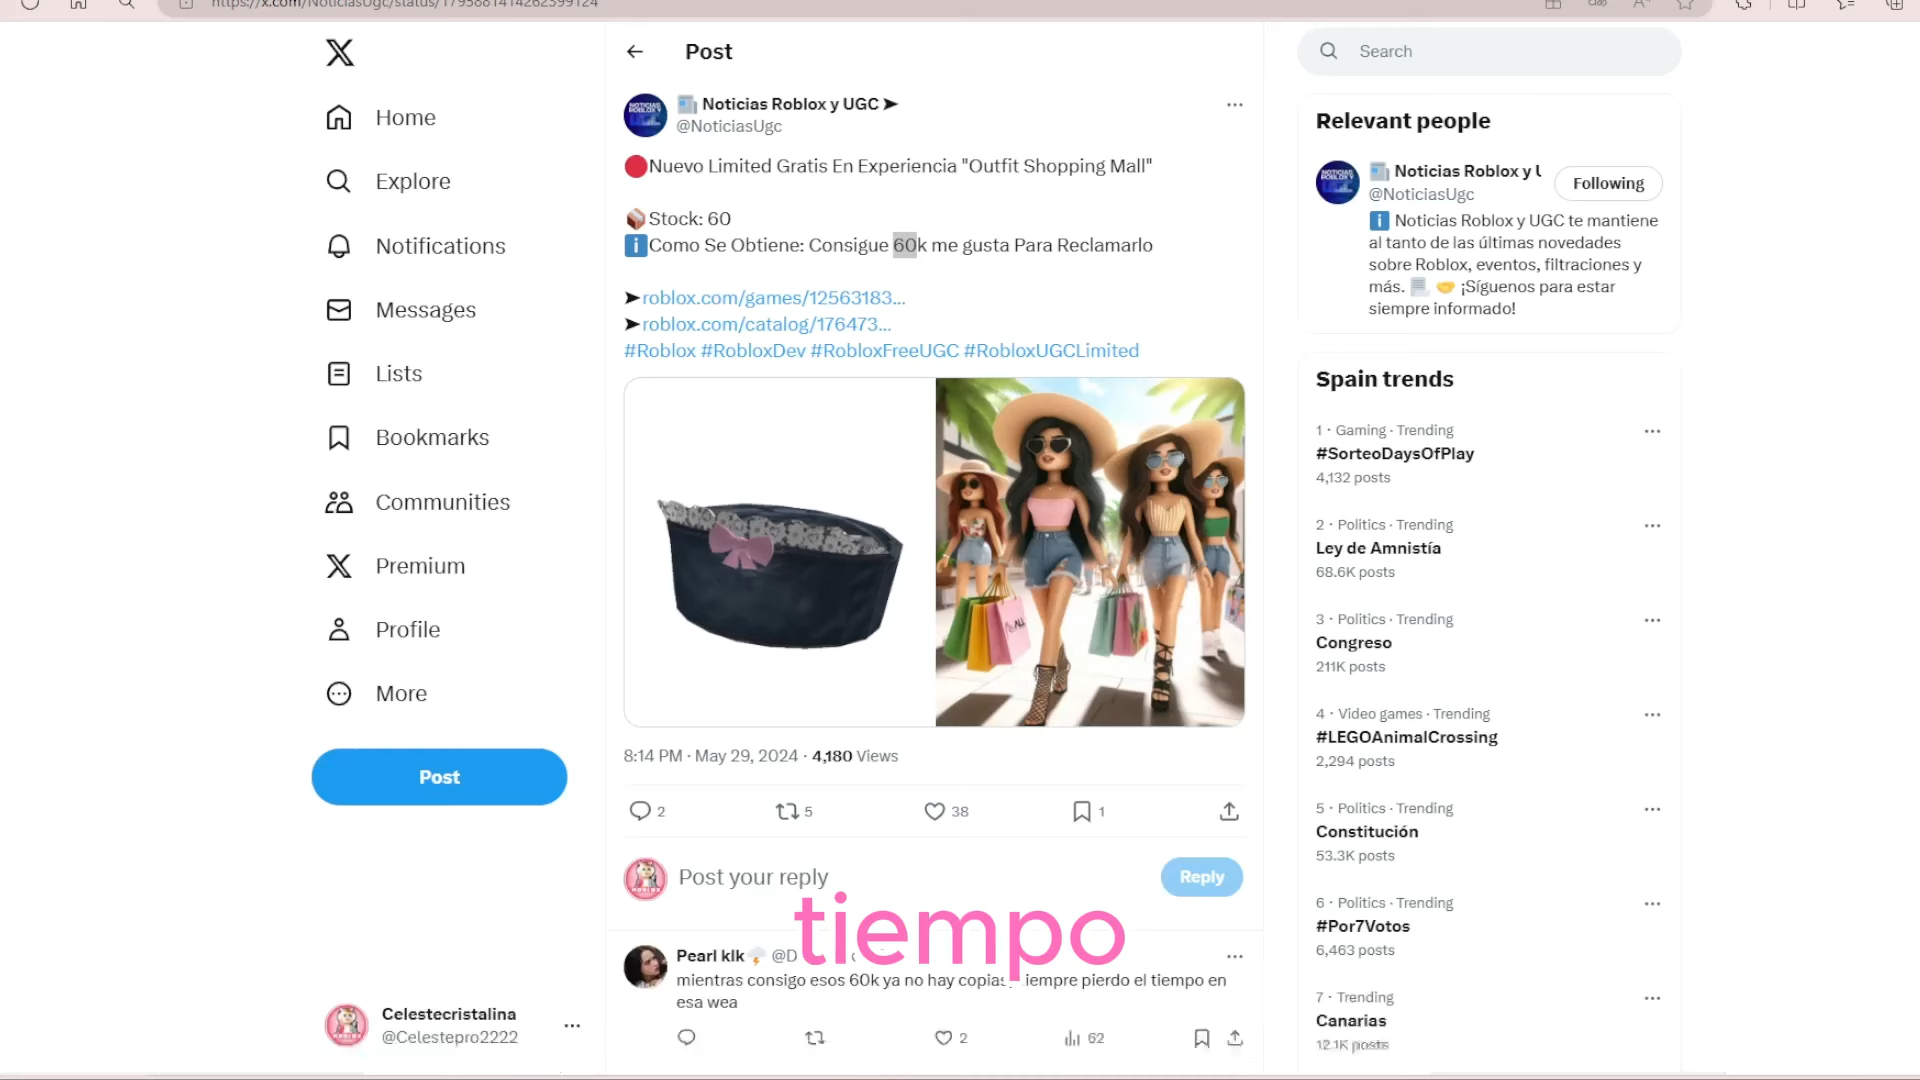 Home
Explore
Notifications
Messages
Lists
Bookmarks
Communities
Premium
Profile
More
Post
Celestecristalina
@Celestepro2222
Post
Noticias Roblox y UGC ➤
@NoticiasUgc
Nuevo Limited Gratis En Experiencia "Outfit Shopping Mall"
Stock: 60
Como Se Obtiene: Consigue 60k me gusta Para Reclamarlo
➤roblox.com/games/12563183...
➤roblox.com/catalog/176473...
#Roblox #RobloxDev #RobloxFreeUGC #RobloxUGCLimited
8:14 PM · May 29, 2024 · 4,180 Views
2 5 38 1
Post your reply
Reply
tiempo
Pearl klk @D
mientras consigo esos 60k ya no hay copias, siempre pierdo el tiempo en
esa wea
2 62
Search
Relevant people
Noticias Roblox y U
@NoticiasUgc
Following
Noticias Roblox y UGC te mantiene
al tanto de las últimas novedades
sobre Roblox, eventos, filtraciones y
más. ¡Síguenos para estar
siempre informado!
Spain trends
1 · Gaming · Trending
#SorteoDaysOfPlay
4,132 posts
2 · Politics · Trending
Ley de Amnistía
68.6K posts
3 · Politics · Trending
Congreso
211K posts
4 · Video games · Trending
#LEGOAnimalCrossing
2,294 posts
5 · Politics · Trending
Constitución
53.3K posts
6 · Politics · Trending
#Por7Votos
6,463 posts
7 · Trending
Canarias
12.1K posts